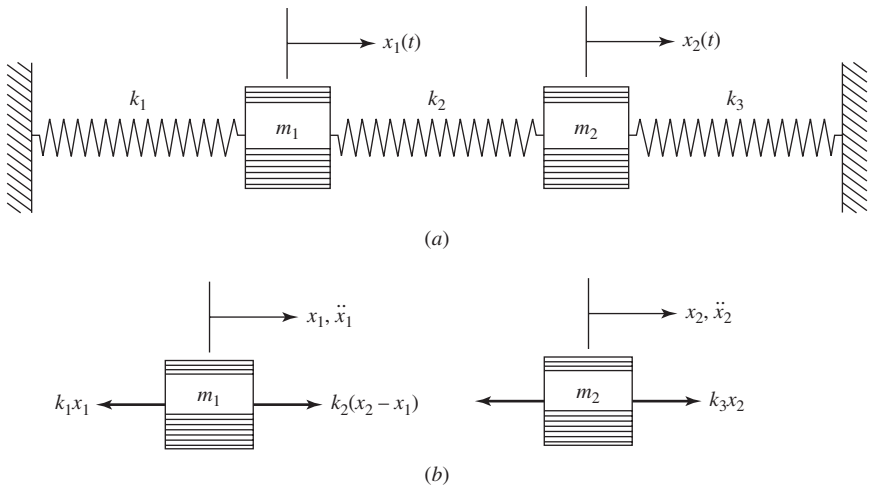 x₁(t)
x₂(t)
k₁
k₂
k₃
m₁
m₂
(a)
x₁, ẍ₁
x₂, ẍ₂
k₁x₁
m₁
k₂(x₂ – x₁)
m₂
k₃x₂
(b)